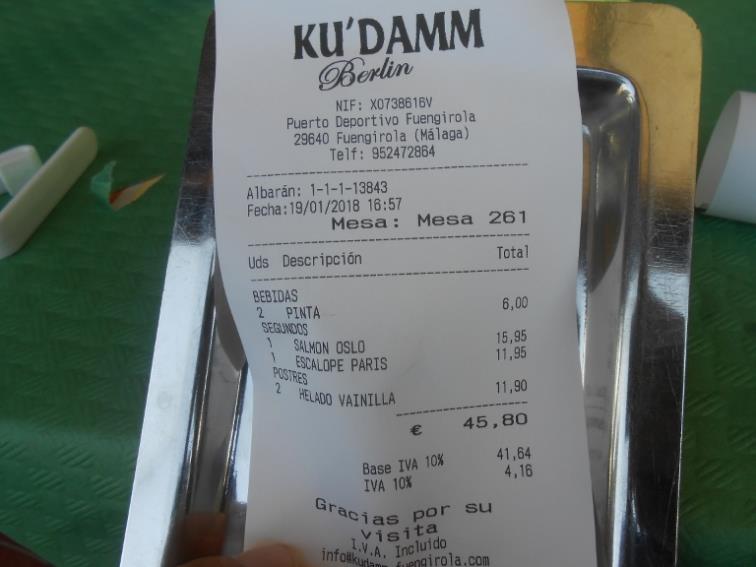 KU'DAMM
Berlin
NIF: X0738616V
Puerto Deportivo Fuengirola
29640 Fuengirola (Málaga)
Telf: 952472864
Albarán: 1-1-1-13843
Fecha:19/01/2018 16:57
Mesa: Mesa 261
Uds Descripción Total
BEBIDAS
2 PINTA 6,00
SEGUNDOS
1 SALMON OSLO 15,95
1 ESCALOPE PARIS 11,95
POSTRES
2 HELADO VAINILLA 11,90
€ 45,80
Base IVA 10% 41,64
IVA 10% 4,16
Gracias por su
visita
I.V.A. Incluido